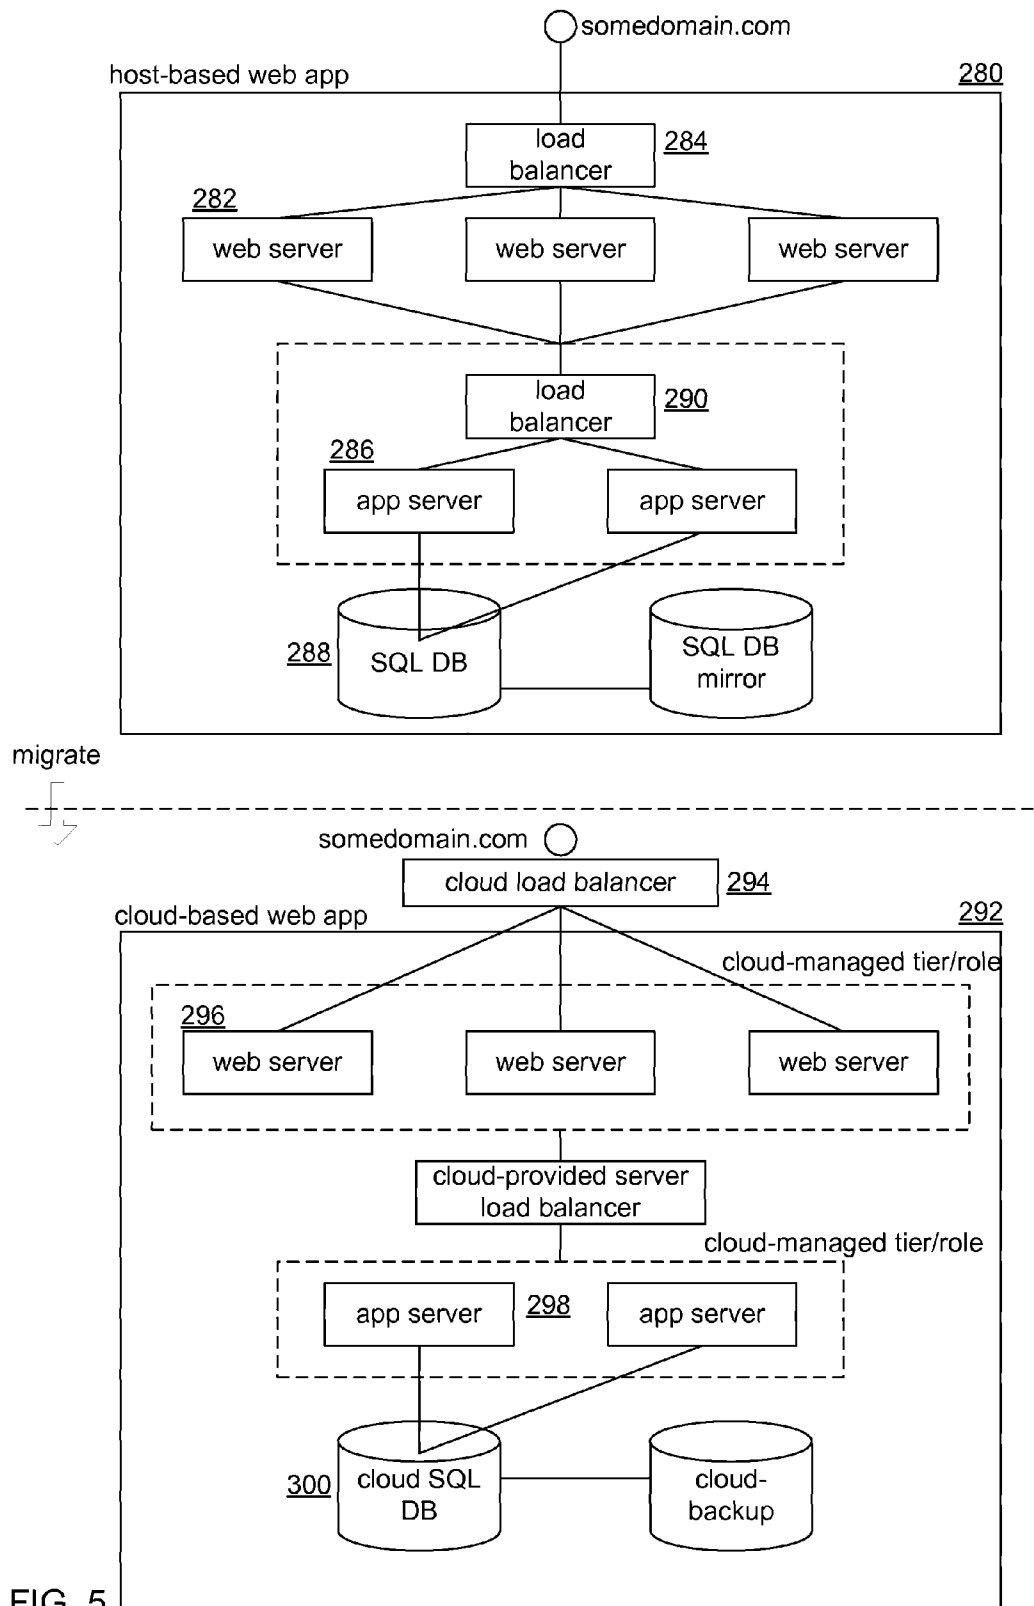 somedomain.com
host-based web app
280
load
balancer
284
282
web server
web server
web server
load
balancer
290
286
app server
app server
288
SQL DB
SQL DB
mirror
migrate
somedomain.com
cloud load balancer
294
cloud-based web app
292
cloud-managed tier/role
296
web server
web server
web server
cloud-provided server
load balancer
cloud-managed tier/role
app server
298
app server
300
cloud SQL
DB
cloud-
backup
FIG. 5